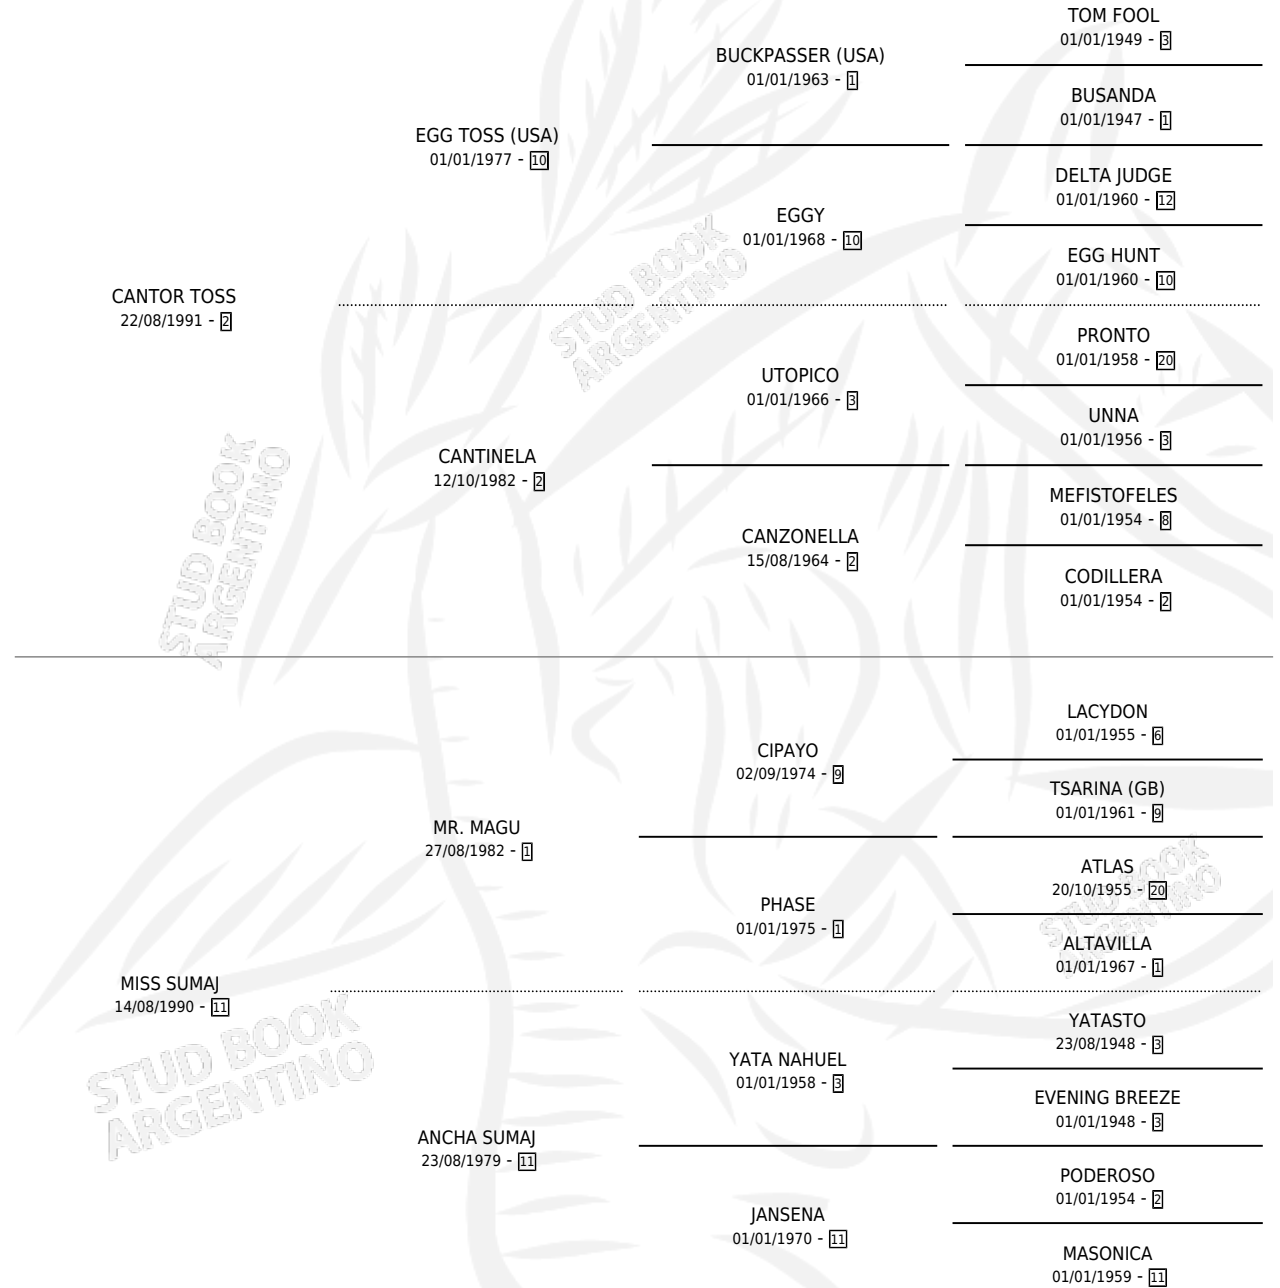 TOM FOOL
01/01/1949 - 3
BUCKPASSER (USA)
01/01/1963 - 1
BUSANDA
01/01/1947 - 1
EGG TOSS (USA)
01/01/1977 - 10
DELTA JUDGE
01/01/1960 - 12
EGGY
01/01/1968 - 10
EGG HUNT
01/01/1960 - 10
CANTOR TOSS
22/08/1991 - 2
PRONTO
01/01/1958 - 20
UTOPICO
01/01/1966 - 3
UNNA
01/01/1956 - 3
CANTINELA
12/10/1982 - 2
MEFISTOFELES
01/01/1954 - 8
CANZONELLA
15/08/1964 - 2
CODILLERA
01/01/1954 - 2
LACYDON
01/01/1955 - 6
CIPAYO
02/09/1974 - 9
TSARINA (GB)
01/01/1961 - 9
MR. MAGU
27/08/1982 - 1
ATLAS
20/10/1955 - 20
PHASE
01/01/1975 - 1
ALTAVILLA
01/01/1967 - 1
MISS SUMAJ
14/08/1990 - 11
YATASTO
23/08/1948 - 3
YATA NAHUEL
01/01/1958 - 3
EVENING BREEZE
01/01/1948 - 3
ANCHA SUMAJ
23/08/1979 - 11
PODEROSO
01/01/1954 - 2
JANSENA
01/01/1970 - 11
MASONICA
01/01/1959 - 11
STUD BOOK
ARGENTINO
STUD BOOK
ARGENTINO
STUD BOOK
ARGENTINO
STUD BOOK
ARGENTINO